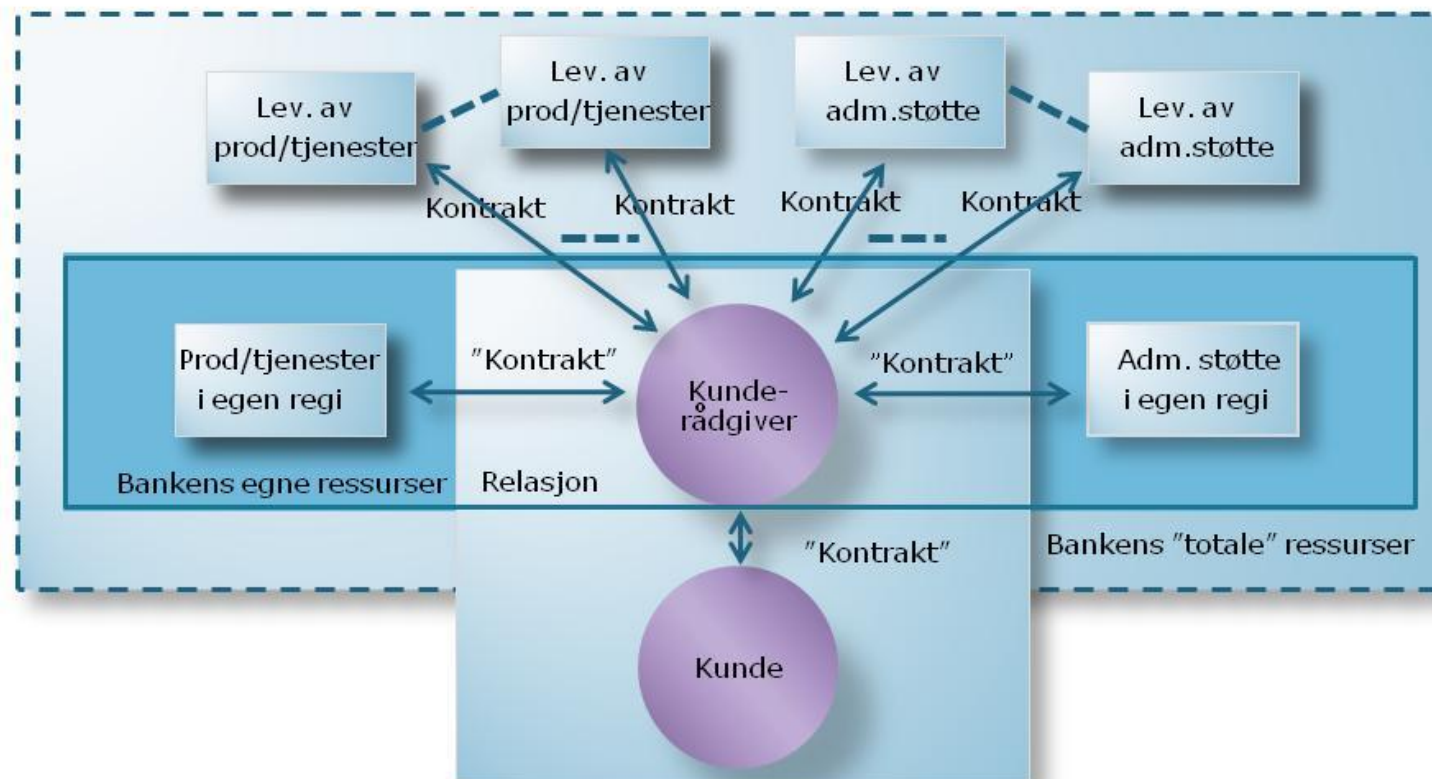 Lev. av
prod/tjenester
Lev. av
prod/tjenester
Lev. av
adm.støtte
Lev. av
adm.støtte
Kontrakt
Kontrakt
Kontrakt
Kontrakt
Prod/tjenester
i egen regi
"Kontrakt"
Kunde-
rådgiver
"Kontrakt"
Adm. støtte
i egen regi
Bankens egne ressurser
Relasjon
"Kontrakt"
Bankens "totale" ressurser
Kunde